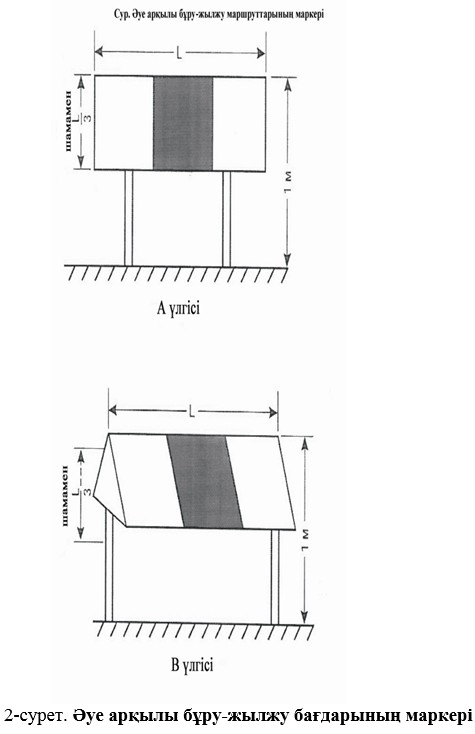 Сур. Әуе арқылы бұру-жылжу маршруттарының маркері
L
шамамен
L
3
1 м
А үлгісі
L
шамамен
L
3
1 м
В үлгісі
2-сурет. Әуе арқылы бұру-жылжу бағдарының маркері